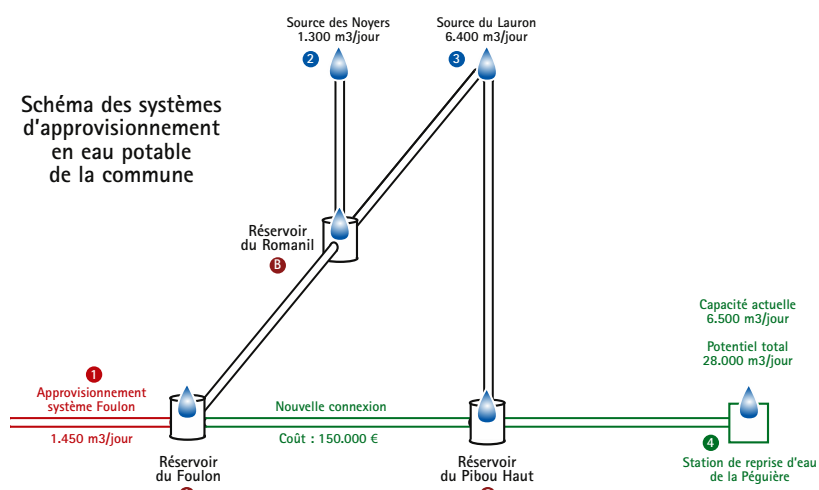 Source des Noyers
1.300 m3/jour
2
Source du Lauron
6.400 m3/jour
3
Schéma des systèmes
d'approvisionnement
en eau potable
de la commune
Réservoir
du Romanil
B
Capacité actuelle
6.500 m3/jour
Potentiel total
28.000 m3/jour
1
Approvisionnement
système Foulon
1.450 m3/jour
Nouvelle connexion
Coût : 150.000 €
4
Station de reprise d'eau
de la Péguière
Réservoir
du Foulon
Réservoir
du Pibou Haut